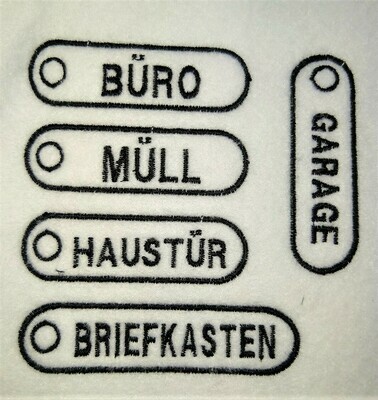 BÜRO
MÜLL
HAUSTÜR
BRIEFKASTEN
GARAGE